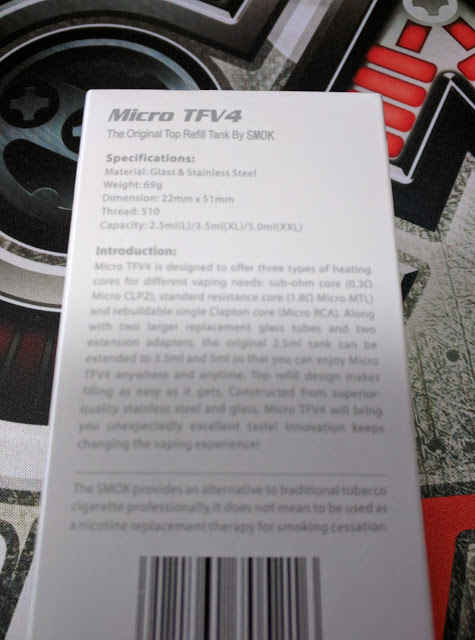 Micro TFV4
The Original Top Refill Tank By SMOK
Specifications:
Material: Glass & Stainless Steel
Weight: 69g
Dimension: 22mm x 51mm
Thread: 510
Capacity: 2.5ml(L)/3.5ml(XL)/5.0ml(XXL)
Introduction:
Micro TFV4 is designed to offer three types of heating
cores for different vaping needs: sub-ohm core (0.3Ω
Micro CLP2), standard resistance core (1.8Ω Micro MTL)
and rebuildable single Clapton core (Micro RCA). Along
with two larger replacement glass tubes and two
extension adapters, the original 2.5ml tank can be
extended to 3.5ml and 5ml so that you can enjoy Micro
TFV4 anywhere and anytime. Top refill design makes
filling as easy as it gets. Constructed from superior-
quality stainless steel and glass, Micro TFV4 will bring
you unexpectedly excellent taste! Innovation keeps
changing the vaping experience!
The SMOK provides an alternative to traditional tobacco
cigarette professionally,it does not mean to be used as
a nicotine replacement therapy for smoking cessation.